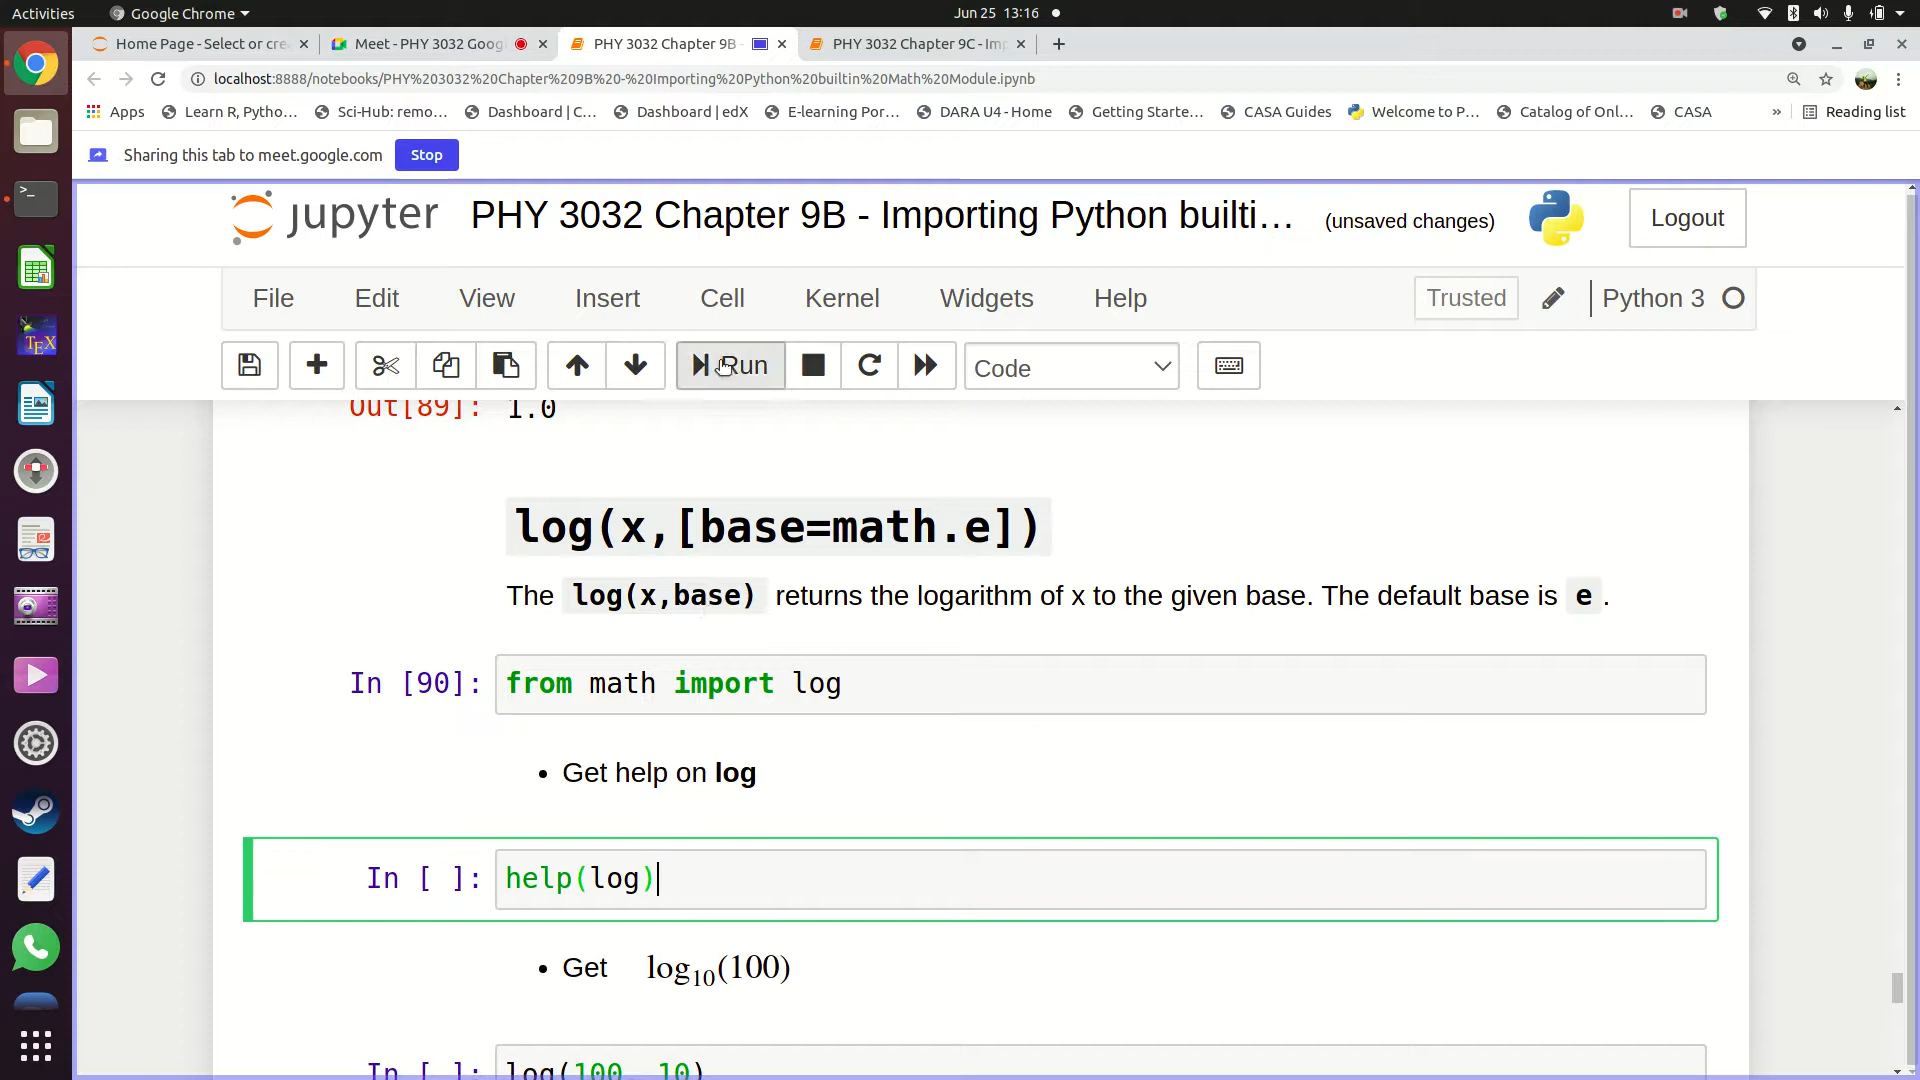 Activities
Google Chrome
Jun 25 13:16
Home Page - Select or cre
Meet - PHY 3032 Goog
PHY 3032 Chapter 9B -
PHY 3032 Chapter 9C - Im
localhost:8888/notebooks/PHY%203032%20Chapter%209B%20-%20Importing%20Python%20builtin%20Math%20Module.ipynb
Apps
Learn R, Pytho...
Sci-Hub: remo...
Dashboard | C...
Dashboard | edX
E-learning Por...
DARA U4 - Home
Getting Starte...
CASA Guides
Welcome to P...
Catalog of Onl...
CASA
»
Reading list
Sharing this tab to meet.google.com
Stop
jupyter
PHY 3032 Chapter 9B - Importing Python builti...
(unsaved changes)
Logout
File
Edit
View
Insert
Cell
Kernel
Widgets
Help
Trusted
Python 3
Run
Code
Out[89]: 1.0
log(x,[base=math.e])
The log(x,base) returns the logarithm of x to the given base. The default base is e .
In [90]: from math import log
• Get help on log
In [ ]: help(log)
• Get log10(100)
In [ ]: log(100, 10)
TEX